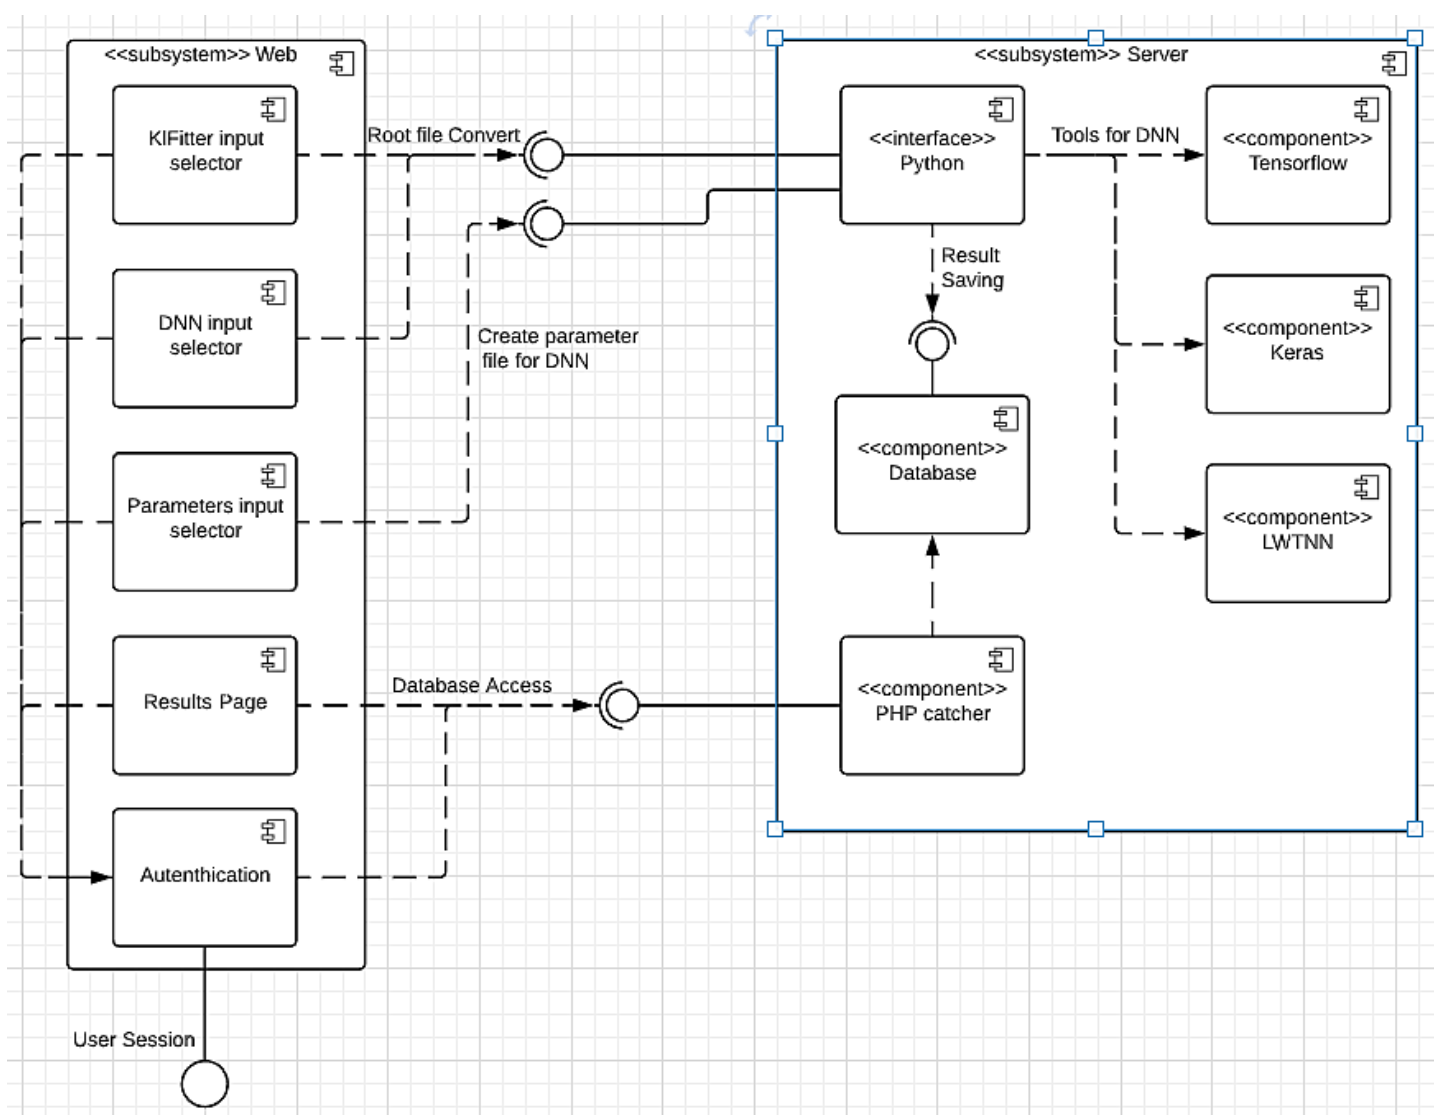 <<subsystem>> Web
KlFitter input
selector
DNN input
selector
Parameters input
selector
Results Page
Autenthication
User Session
Root file Convert
Create parameter
file for DNN
Database Access
<<subsystem>> Server
<<interface>>
Python
Tools for DNN
<<component>>
Tensorflow
Result
Saving
<<component>>
Keras
<<component>>
Database
<<component>>
LWTNN
<<component>>
PHP catcher